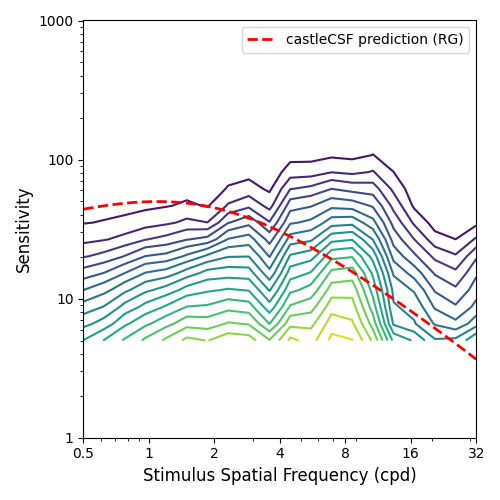 castleCSF prediction (RG)
Sensitivity
1000
100
10
1
0.5 1 2 4 8 16 32
Stimulus Spatial Frequency (cpd)